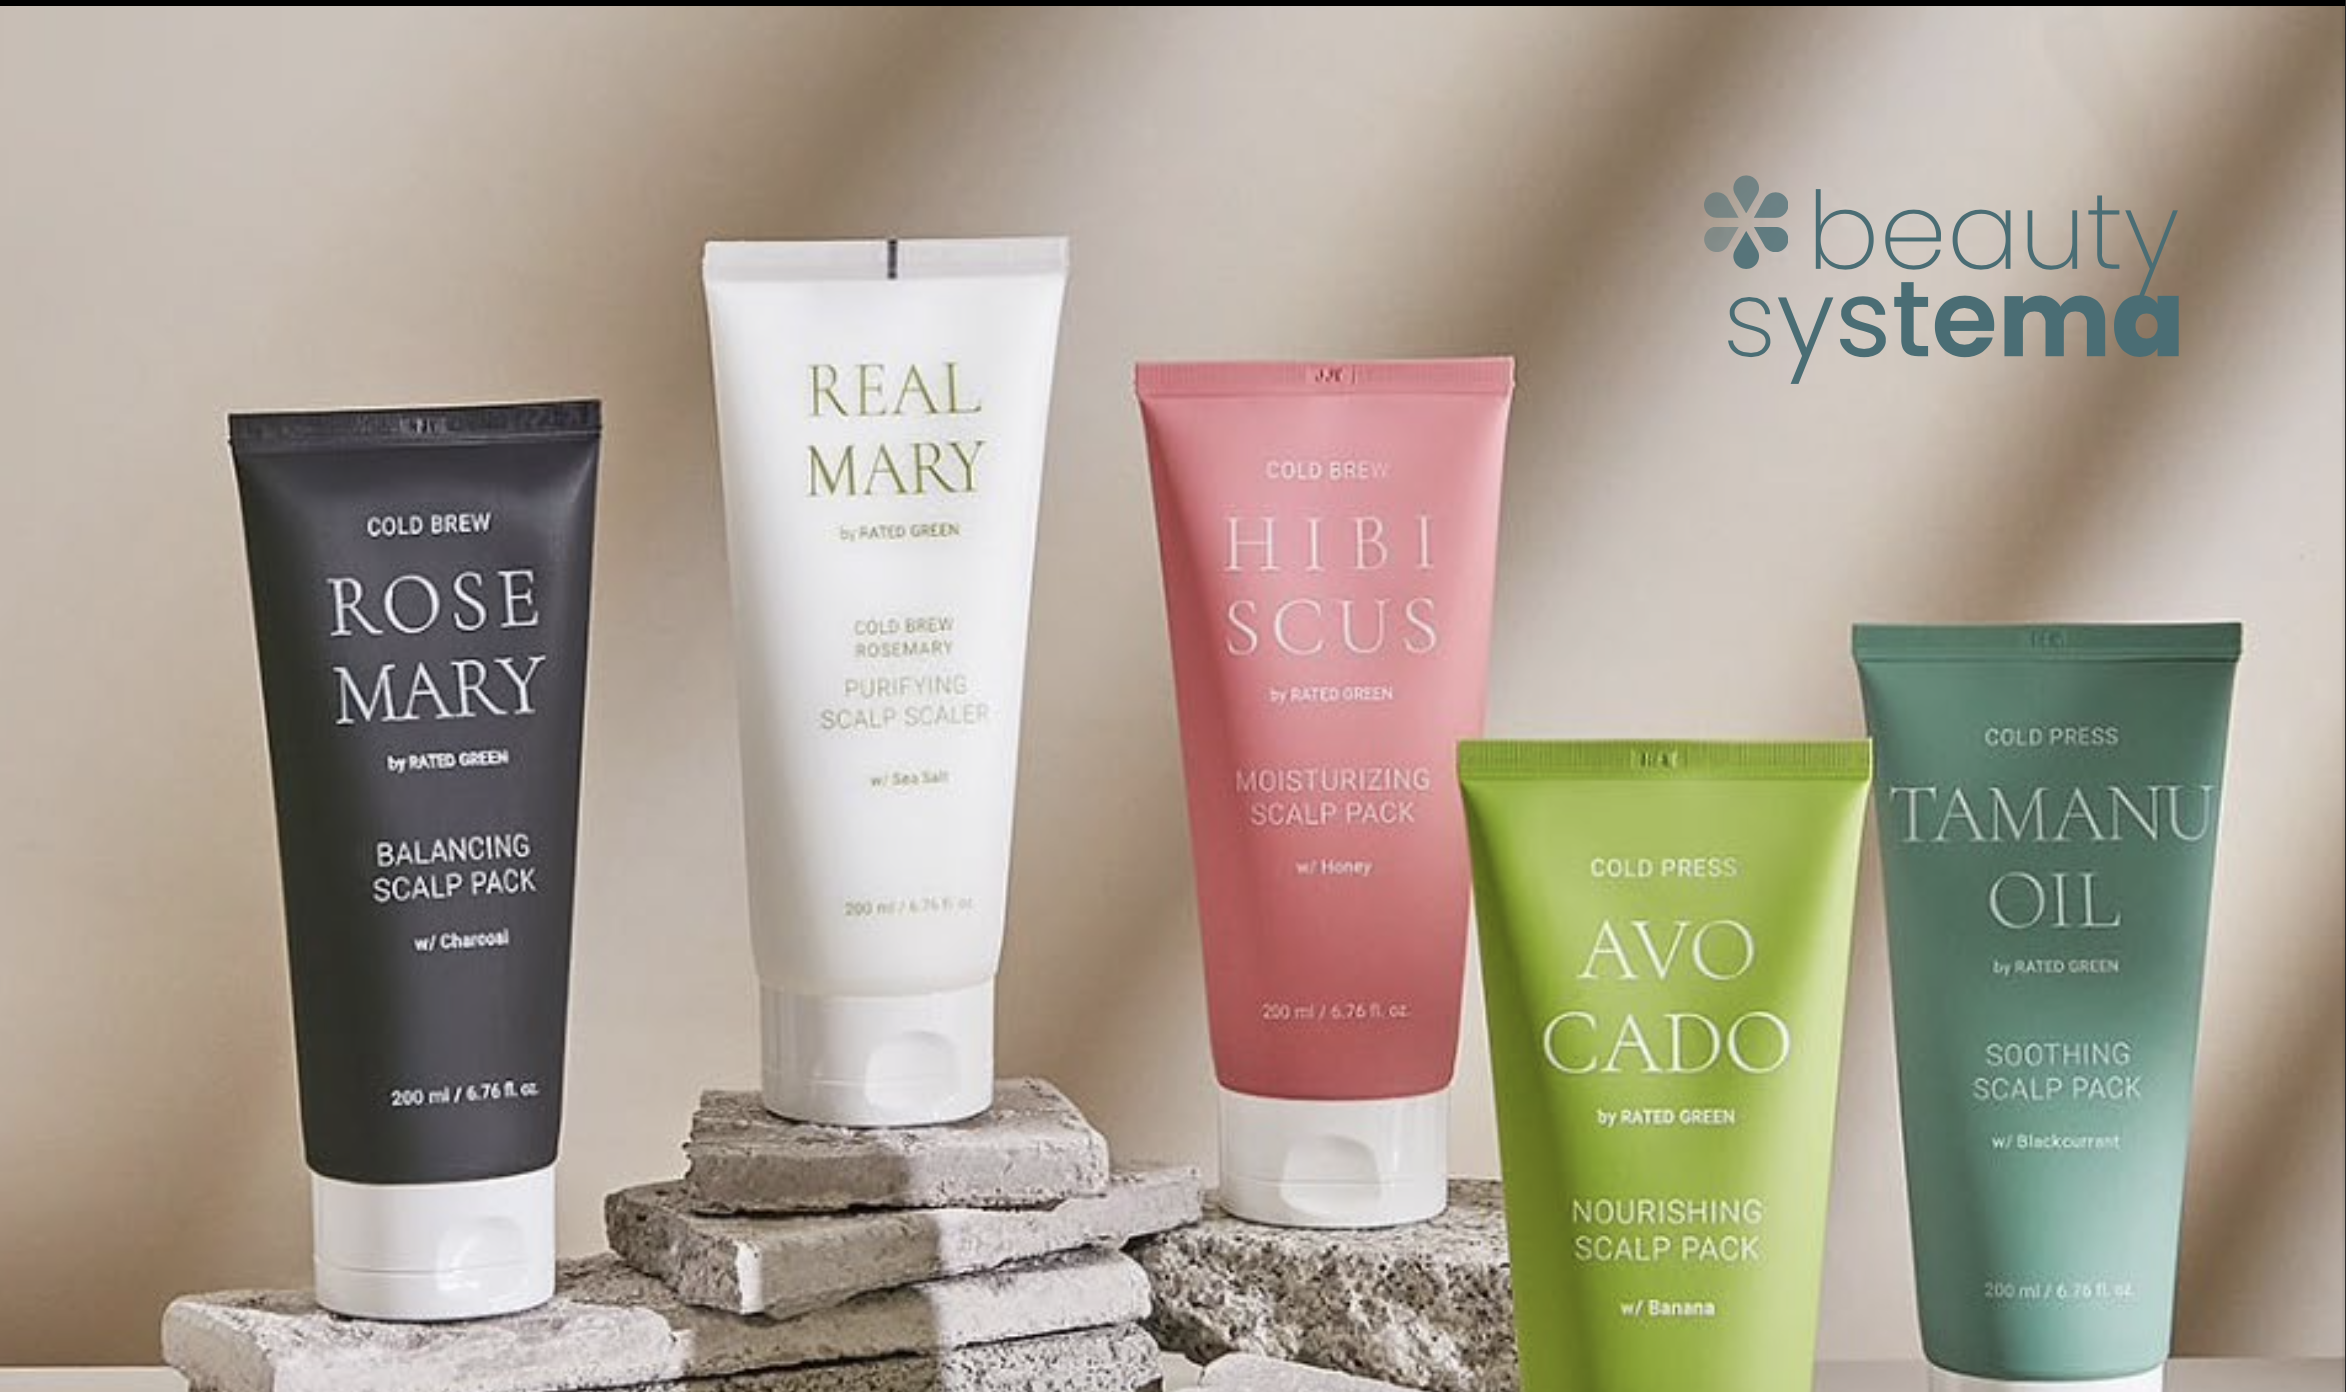 beauty
systema
COLD BREW
ROSE
MARY
by RATED GREEN
BALANCING
SCALP PACK
w/ Charcoal
200 ml / 6.76 fl. oz.
REAL
MARY
by RATED GREEN
COLD BREW
ROSEMARY
PURIFYING
SCALP SCALER
w/ Sea Salt
200 ml / 6.76 fl. oz.
COLD BREW
HIBI
SCUS
by RATED GREEN
MOISTURIZING
SCALP PACK
w/ Honey
200 ml / 6.76 fl. oz.
COLD PRESS
AVO
CADO
by RATED GREEN
NOURISHING
SCALP PACK
w/ Banana
COLD PRESS
TAMANU
OIL
by RATED GREEN
SOOTHING
SCALP PACK
w/ Blackcurrant
200 ml / 6.76 fl. oz.